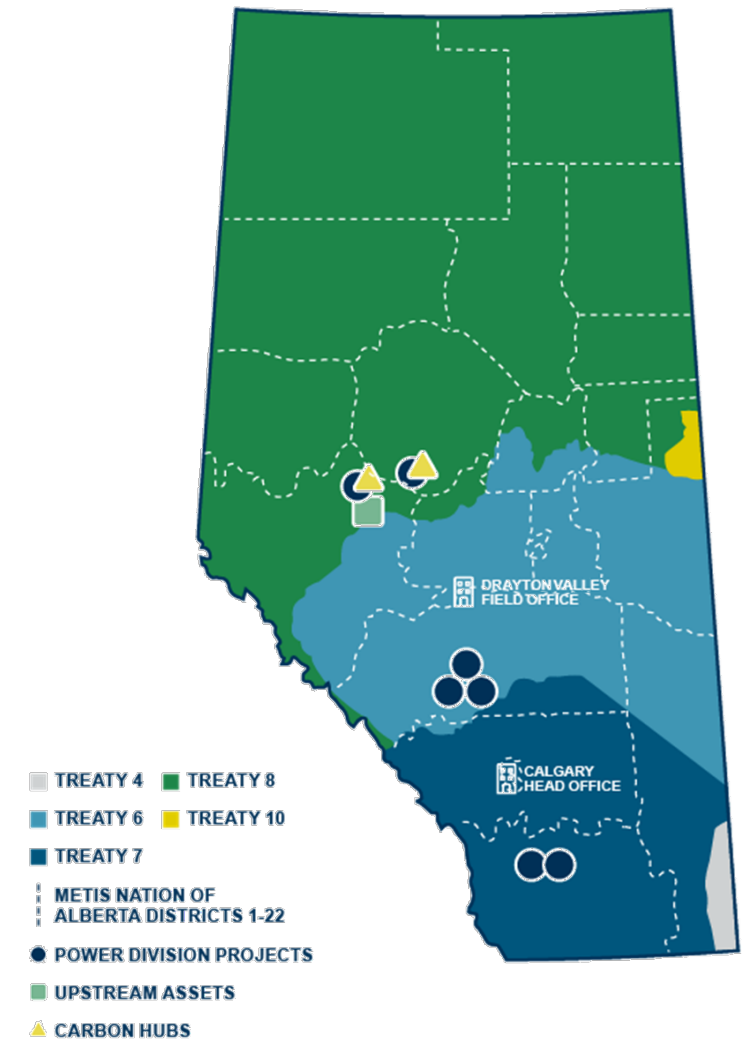 DRAYTON VALLEY
FIELD OFFICE
CALGARY
HEAD OFFICE
TREATY 4
TREATY 8
TREATY 6
TREATY 10
TREATY 7
METIS NATION OF
ALBERTA DISTRICTS 1-22
POWER DIVISION PROJECTS
UPSTREAM ASSETS
CARBON HUBS